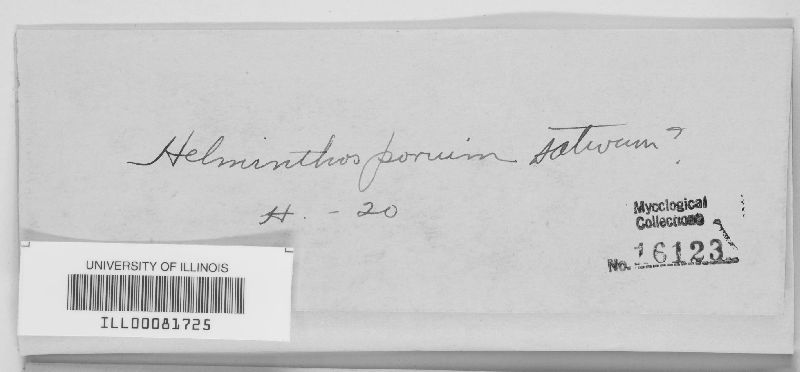 Helminthosporium sativum?
H. - 20
Mycological
Collections
No. 16123
UNIVERSITY OF ILLINOIS
ILL00081725